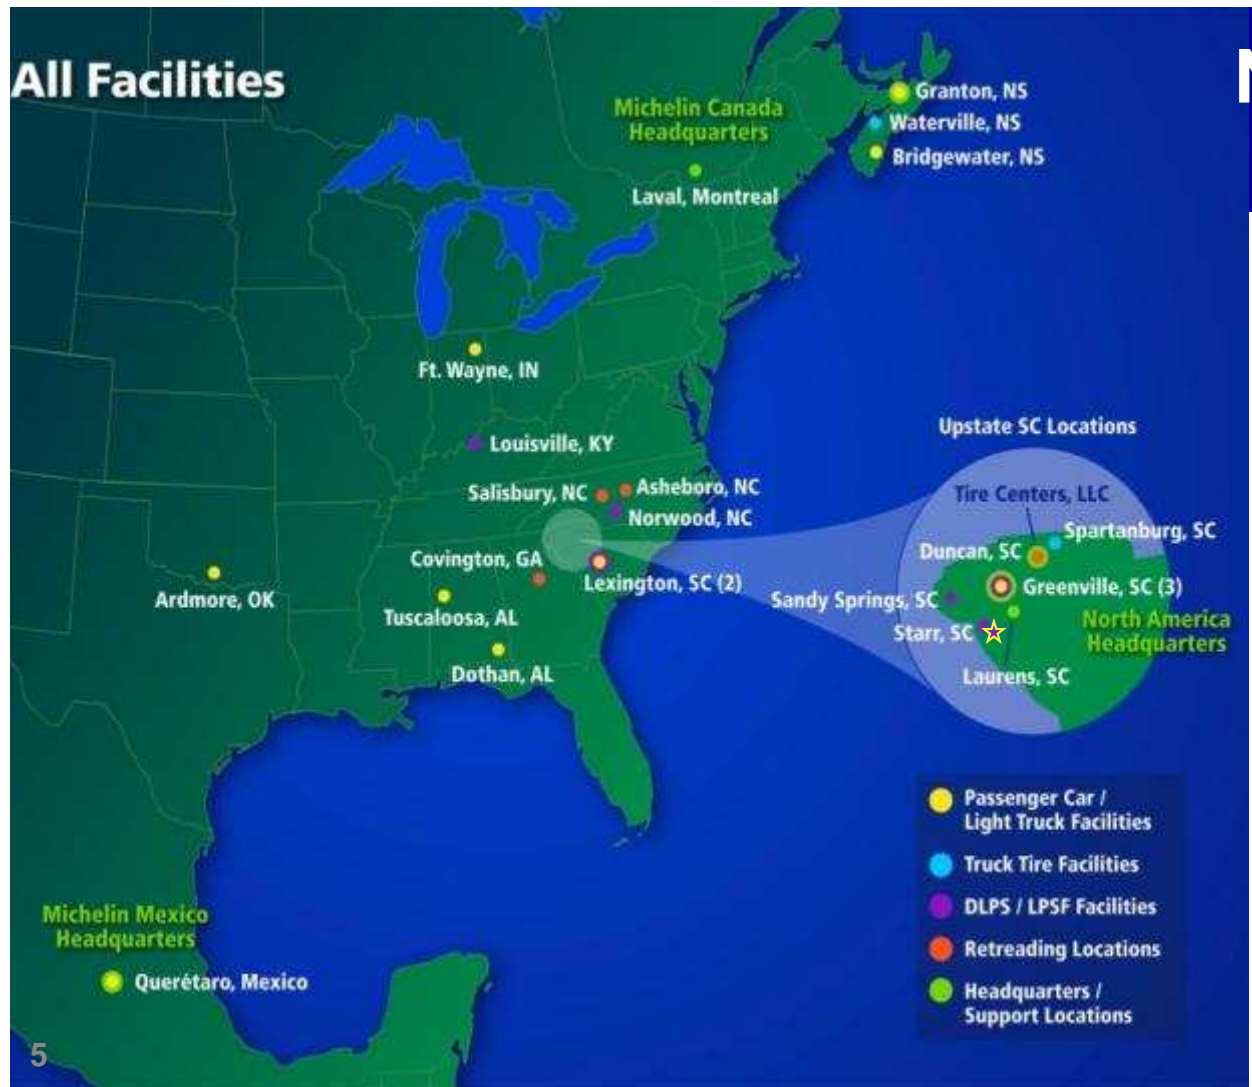 All Facilities
N
Michelin Canada
Headquarters
Granton, NS
Waterville, NS
Bridgewater, NS
Laval, Montreal
Ft. Wayne, IN
Louisville, KY
Upstate SC Locations
Salisbury, NC
Asheboro, NC
Norwood, NC
Tire Centers, LLC
Spartanburg, SC
Duncan, SC
Covington, GA
Lexington, SC (2)
Greenville, SC (3)
Ardmore, OK
Sandy Springs, SC
Tuscaloosa, AL
North America
Headquarters
Starr, SC
Dothan, AL
Laurens, SC
Passenger Car /
Light Truck Facilities
Truck Tire Facilities
DLPS / LPSF Facilities
Retreading Locations
Headquarters /
Support Locations
Michelin Mexico
Headquarters
Querétaro, Mexico
5